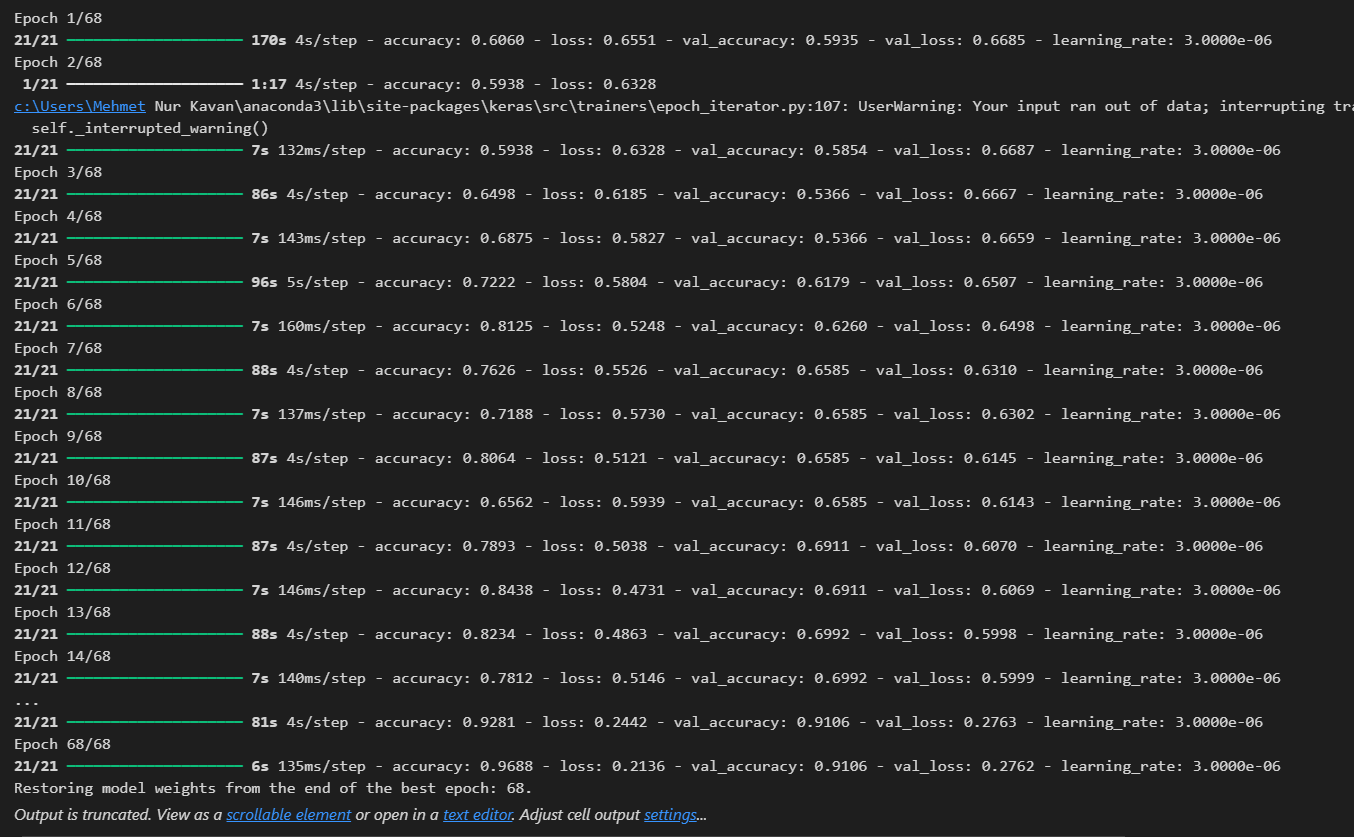 Epoch 1/68
21/21 ━━━━━━━━━━━━━━━━━━━━ 170s 4s/step - accuracy: 0.6060 - loss: 0.6551 - val_accuracy: 0.5935 - val_loss: 0.6685 - learning_rate: 3.0000e-06
Epoch 2/68
1/21 ━━━━━━━━━━━━━━━━━━━━ 1:17 4s/step - accuracy: 0.5938 - loss: 0.6328
c:\Users\Mehmet Nur Kavan\anaconda3\lib\site-packages\keras\src\trainers\epoch_iterator.py:107: UserWarning: Your input ran out of data; interrupting tra
self._interrupted_warning()
21/21 ━━━━━━━━━━━━━━━━━━━━ 7s 132ms/step - accuracy: 0.5938 - loss: 0.6328 - val_accuracy: 0.5854 - val_loss: 0.6687 - learning_rate: 3.0000e-06
Epoch 3/68
21/21 ━━━━━━━━━━━━━━━━━━━━ 86s 4s/step - accuracy: 0.6498 - loss: 0.6185 - val_accuracy: 0.5366 - val_loss: 0.6667 - learning_rate: 3.0000e-06
Epoch 4/68
21/21 ━━━━━━━━━━━━━━━━━━━━ 7s 143ms/step - accuracy: 0.6875 - loss: 0.5827 - val_accuracy: 0.5366 - val_loss: 0.6659 - learning_rate: 3.0000e-06
Epoch 5/68
21/21 ━━━━━━━━━━━━━━━━━━━━ 96s 5s/step - accuracy: 0.7222 - loss: 0.5804 - val_accuracy: 0.6179 - val_loss: 0.6507 - learning_rate: 3.0000e-06
Epoch 6/68
21/21 ━━━━━━━━━━━━━━━━━━━━ 7s 160ms/step - accuracy: 0.8125 - loss: 0.5248 - val_accuracy: 0.6260 - val_loss: 0.6498 - learning_rate: 3.0000e-06
Epoch 7/68
21/21 ━━━━━━━━━━━━━━━━━━━━ 88s 4s/step - accuracy: 0.7626 - loss: 0.5526 - val_accuracy: 0.6585 - val_loss: 0.6310 - learning_rate: 3.0000e-06
Epoch 8/68
21/21 ━━━━━━━━━━━━━━━━━━━━ 7s 137ms/step - accuracy: 0.7188 - loss: 0.5730 - val_accuracy: 0.6585 - val_loss: 0.6302 - learning_rate: 3.0000e-06
Epoch 9/68
21/21 ━━━━━━━━━━━━━━━━━━━━ 87s 4s/step - accuracy: 0.8064 - loss: 0.5121 - val_accuracy: 0.6585 - val_loss: 0.6145 - learning_rate: 3.0000e-06
Epoch 10/68
21/21 ━━━━━━━━━━━━━━━━━━━━ 7s 146ms/step - accuracy: 0.6562 - loss: 0.5939 - val_accuracy: 0.6585 - val_loss: 0.6143 - learning_rate: 3.0000e-06
Epoch 11/68
21/21 ━━━━━━━━━━━━━━━━━━━━ 87s 4s/step - accuracy: 0.7893 - loss: 0.5038 - val_accuracy: 0.6911 - val_loss: 0.6070 - learning_rate: 3.0000e-06
Epoch 12/68
21/21 ━━━━━━━━━━━━━━━━━━━━ 7s 146ms/step - accuracy: 0.8438 - loss: 0.4731 - val_accuracy: 0.6911 - val_loss: 0.6069 - learning_rate: 3.0000e-06
Epoch 13/68
21/21 ━━━━━━━━━━━━━━━━━━━━ 88s 4s/step - accuracy: 0.8234 - loss: 0.4863 - val_accuracy: 0.6992 - val_loss: 0.5998 - learning_rate: 3.0000e-06
Epoch 14/68
21/21 ━━━━━━━━━━━━━━━━━━━━ 7s 140ms/step - accuracy: 0.7812 - loss: 0.5146 - val_accuracy: 0.6992 - val_loss: 0.5999 - learning_rate: 3.0000e-06
...
21/21 ━━━━━━━━━━━━━━━━━━━━ 81s 4s/step - accuracy: 0.9281 - loss: 0.2442 - val_accuracy: 0.9106 - val_loss: 0.2763 - learning_rate: 3.0000e-06
Epoch 68/68
21/21 ━━━━━━━━━━━━━━━━━━━━ 6s 135ms/step - accuracy: 0.9688 - loss: 0.2136 - val_accuracy: 0.9106 - val_loss: 0.2762 - learning_rate: 3.0000e-06
Restoring model weights from the end of the best epoch: 68.
Output is truncated. View as a scrollable element or open in a text editor. Adjust cell output settings...